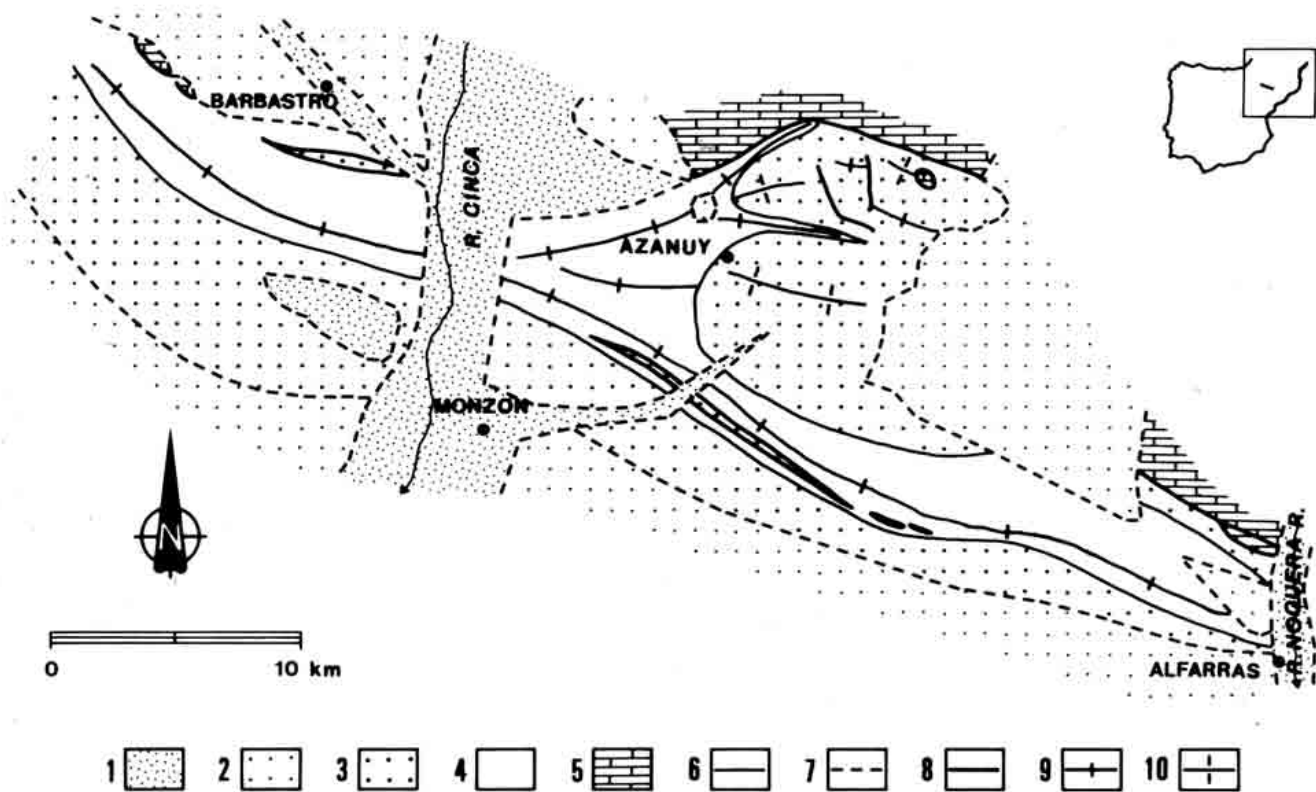 BARBASTRO
R. CINCA
AZANUY
MONZON
N
R. NOGUERA R.
ALFARRAS
0 10 km
1 2 3 4 5 6 7 8 9 10